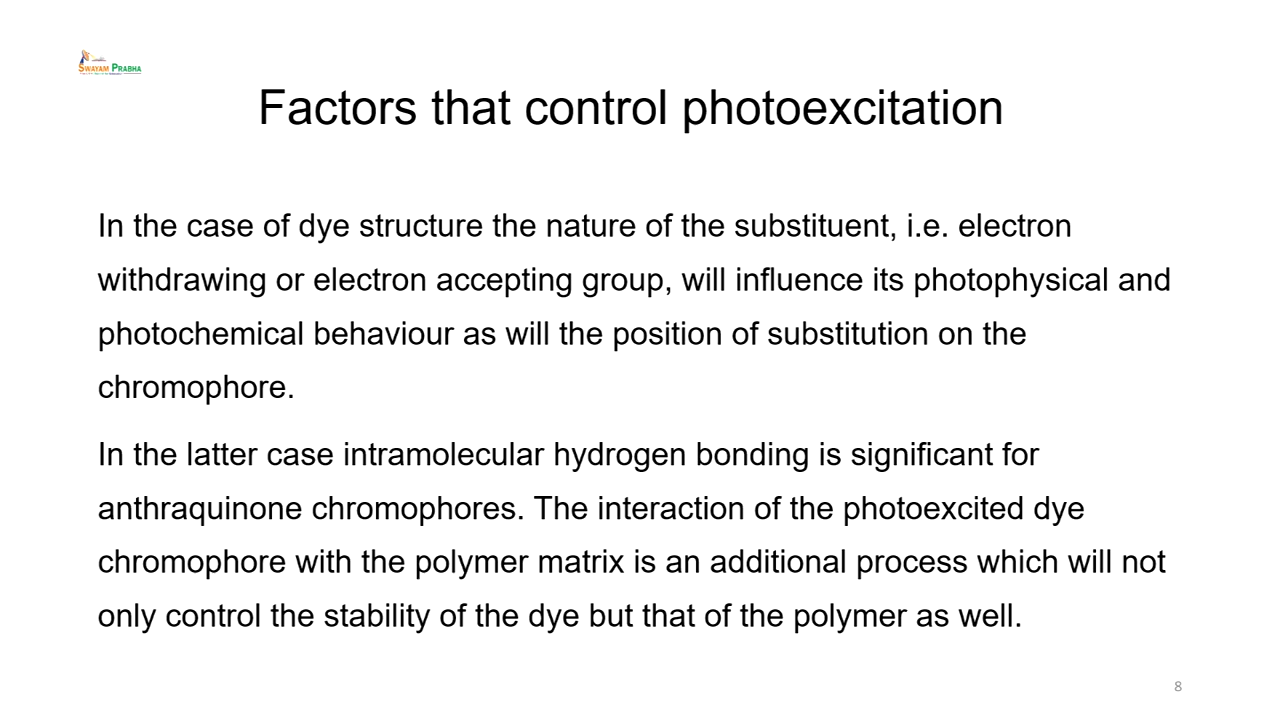 SWAYAM PRABHA
Factors that control photoexcitation
In the case of dye structure the nature of the substituent, i.e. electron
withdrawing or electron accepting group, will influence its photophysical and
photochemical behaviour as will the position of substitution on the
chromophore.
In the latter case intramolecular hydrogen bonding is significant for
anthraquinone chromophores. The interaction of the photoexcited dye
chromophore with the polymer matrix is an additional process which will not
only control the stability of the dye but that of the polymer as well.
8